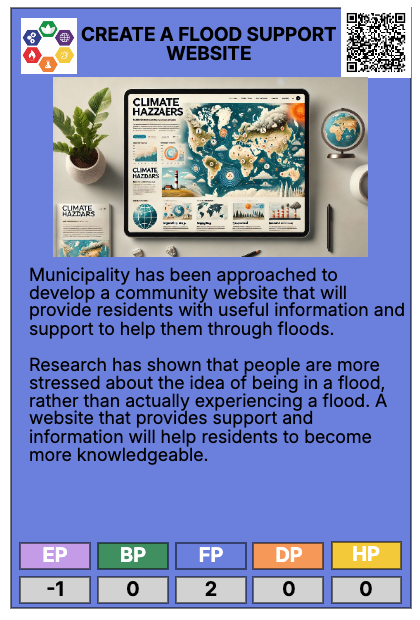 CREATE A FLOOD SUPPORT
WEBSITE
CLIMATE
HAZZAERS
CLIMATE
HAZDARS
CLIMATE
HAZDARS
Municipality has been approached to
develop a community website that will
provide residents with useful information and
support to help them through floods.
Research has shown that people are more
stressed about the idea of being in a flood,
rather than actually experiencing a flood. A
website that provides support and
information will help residents to become
more knowledgeable.
EP BP FP DP HP
-1 0 2 0 0